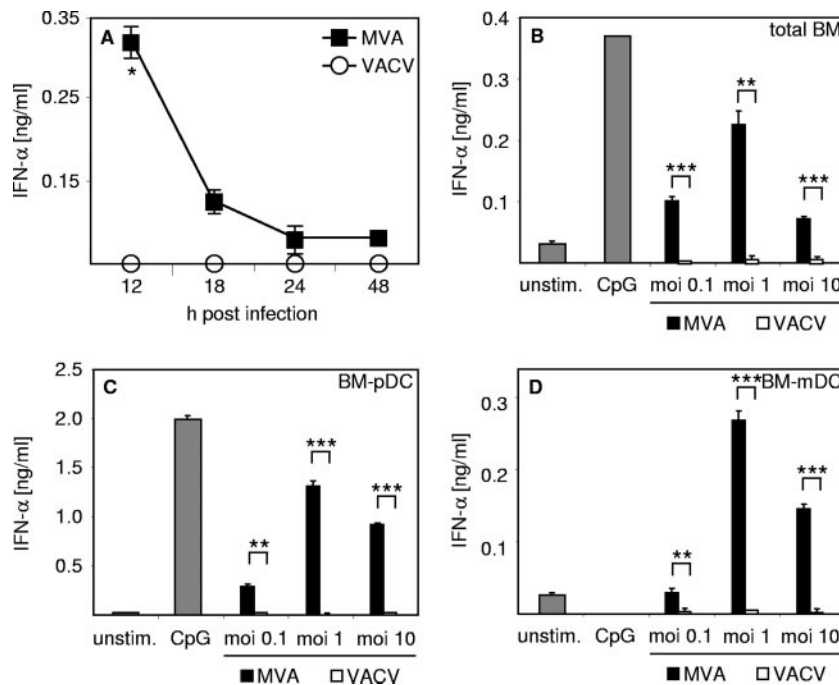 A
MVA
VACV
*
IFN-α [ng/ml]
0.35
0.25
0.15
12 18 24 48
h post infection
B
total BM
IFN-α [ng/ml]
0.4
0.3
0.2
0.1
*** ** ***
unstim. CpG moi 0.1 moi 1 moi 10
MVA VACV
C
BM-pDC
IFN-α [ng/ml]
2.5
2.0
1.5
1.0
0.5
** *** ***
unstim. CpG moi 0.1 moi 1 moi 10
MVA VACV
D
BM-mDC
IFN-α [ng/ml]
0.3
0.2
0.1
** *** ***
unstim. CpG moi 0.1 moi 1 moi 10
MVA VACV